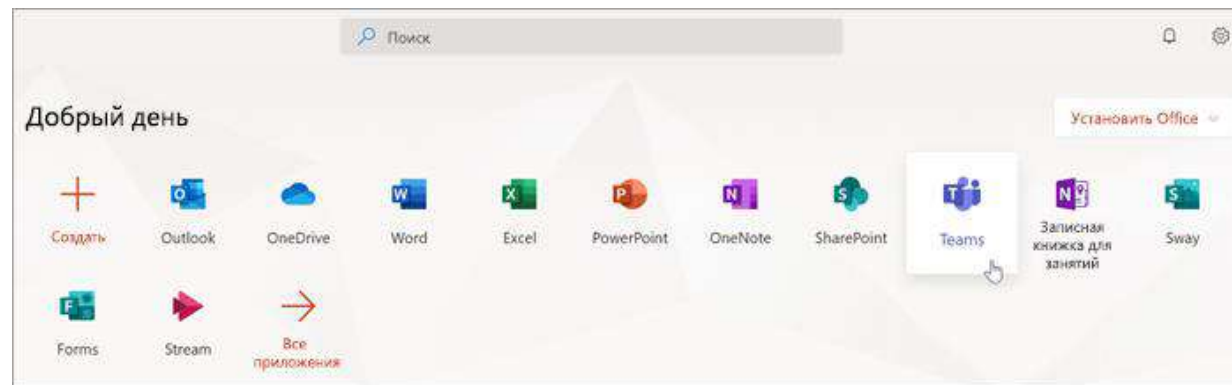 Поиск
Добрый день
Установить Office
Создать
Outlook
OneDrive
Word
Excel
PowerPoint
OneNote
SharePoint
Teams
Записная
книжка для
занятий
Sway
Forms
Stream
Все
приложения